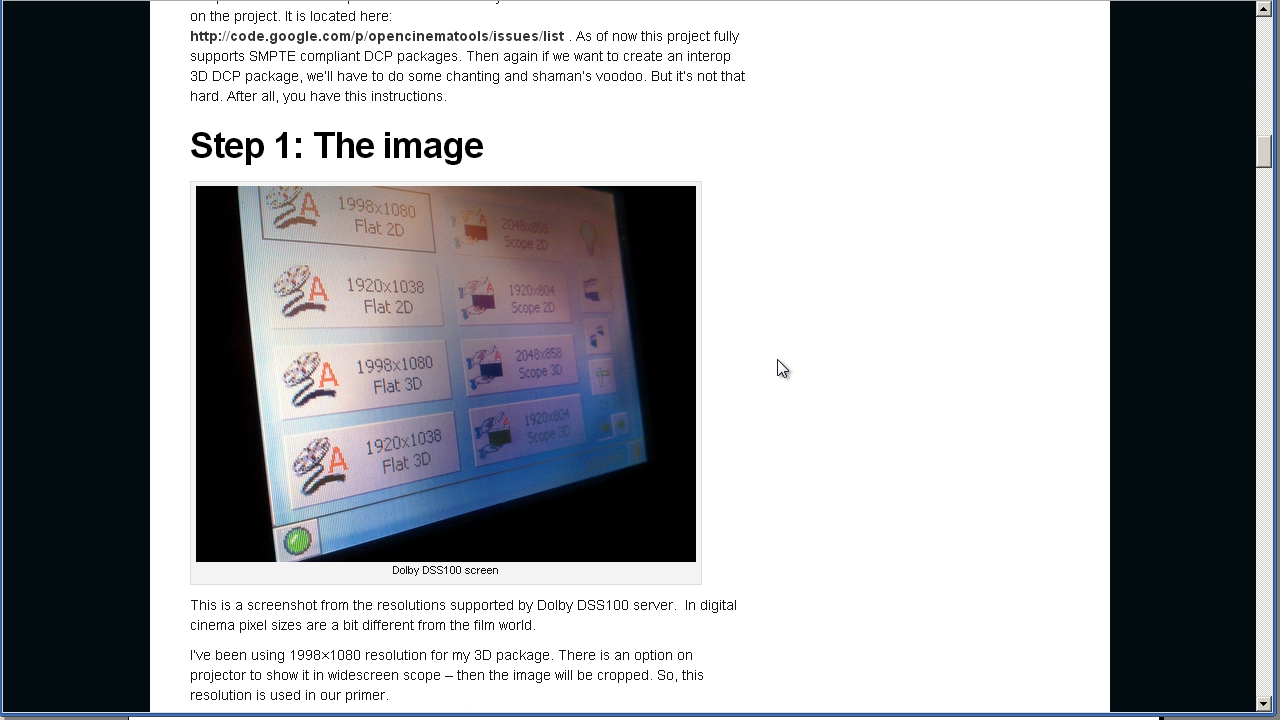 on the project. It is located here:
http://code.google.com/p/opencinematools/issues/list . As of now this project fully
supports SMPTE compliant DCP packages. Then again if we want to create an interop
3D DCP package, we'll have to do some chanting and shaman's voodoo. But it's not that
hard. After all, you have this instructions.
Step 1: The image
A 1998x1080
Flat 2D
2048x858
Scope 2D
A 1920x1038
Flat 2D
1920x804
Scope 2D
A 1998x1080
Flat 3D
2048x858
Scope 3D
A 1920x1038
Flat 3D
1920x804
Scope 3D
Dolby DSS100 screen
This is a screenshot from the resolutions supported by Dolby DSS100 server.  In digital
cinema pixel sizes are a bit different from the film world.
I've been using 1998×1080 resolution for my 3D package. There is an option on
projector to show it in widescreen scope – then the image will be cropped. So, this
resolution is used in our primer.